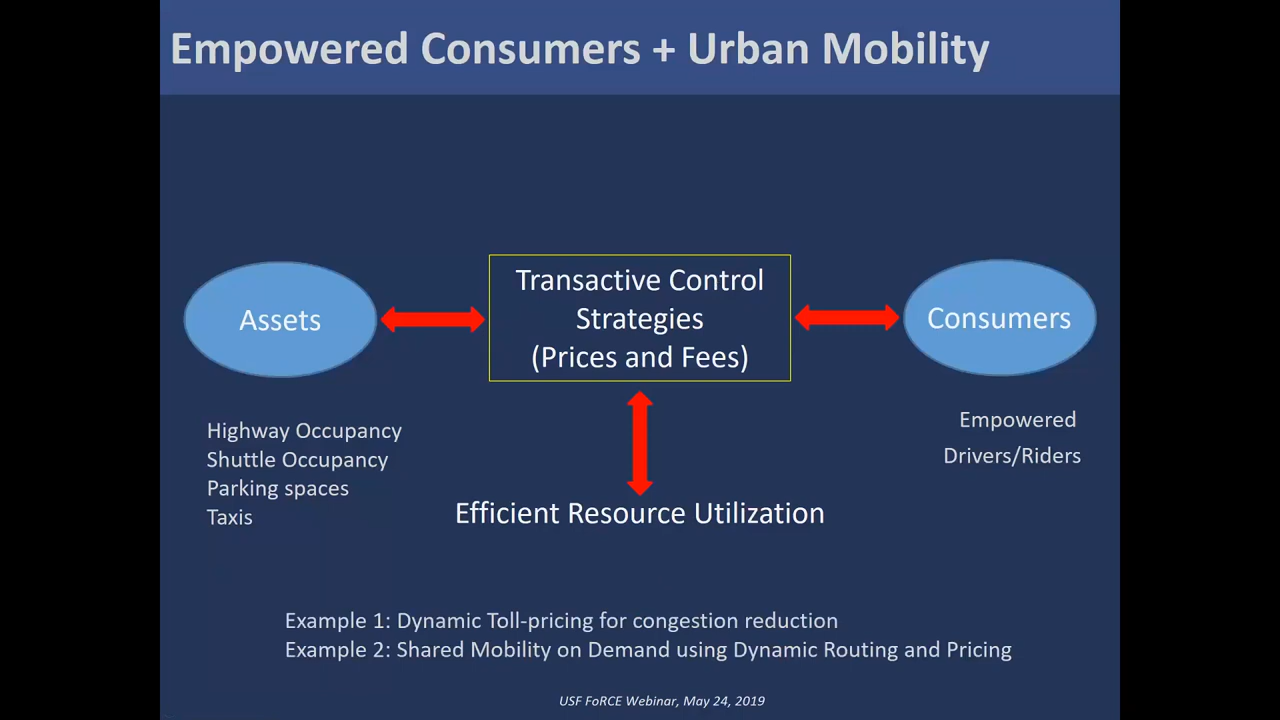 Empowered Consumers + Urban Mobility
Assets
Transactive Control
Strategies
(Prices and Fees)
Consumers
Highway Occupancy
Shuttle Occupancy
Parking spaces
Taxis
Empowered
Drivers/Riders
Efficient Resource Utilization
Example 1: Dynamic Toll-pricing for congestion reduction
Example 2: Shared Mobility on Demand using Dynamic Routing and Pricing
USF FoRCE Webinar, May 24, 2019